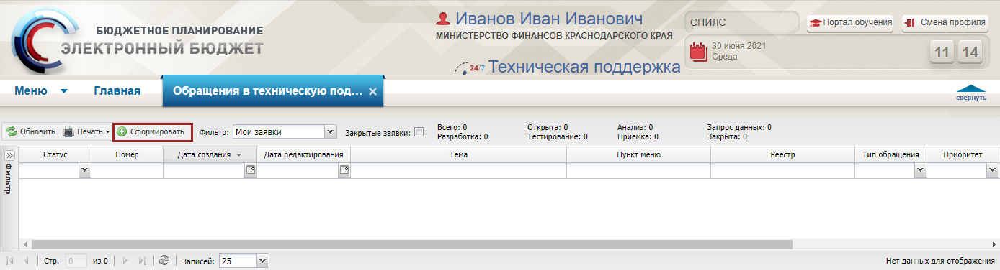 БЮДЖЕТНОЕ ПЛАНИРОВАНИЕ
ЭЛЕКТРОННЫЙ БЮДЖЕТ
Иванов Иван Иванович
МИНИСТЕРСТВО ФИНАНСОВ КРАСНОДАРСКОГО КРАЯ
24/7 Техническая поддержка
СНИЛС
Портал обучения
Смена профиля
30 июня 2021
Среда
11 14
Меню Главная Обращения в техническую под...
свернуть
Обновить Печать Сформировать Фильтр: Мои заявки Закрытые заявки:
Всего: 0 Открыта: 0 Анализ: 0 Запрос данных: 0
Разработка: 0 Тестирование: 0 Приемка: 0 Закрыта: 0
Фильтр
Статус Номер Дата создания Дата редактирования Тема Пункт меню Реестр Тип обращения Приоритет
Стр. 0 из 0 Записей: 25 Нет данных для отображения